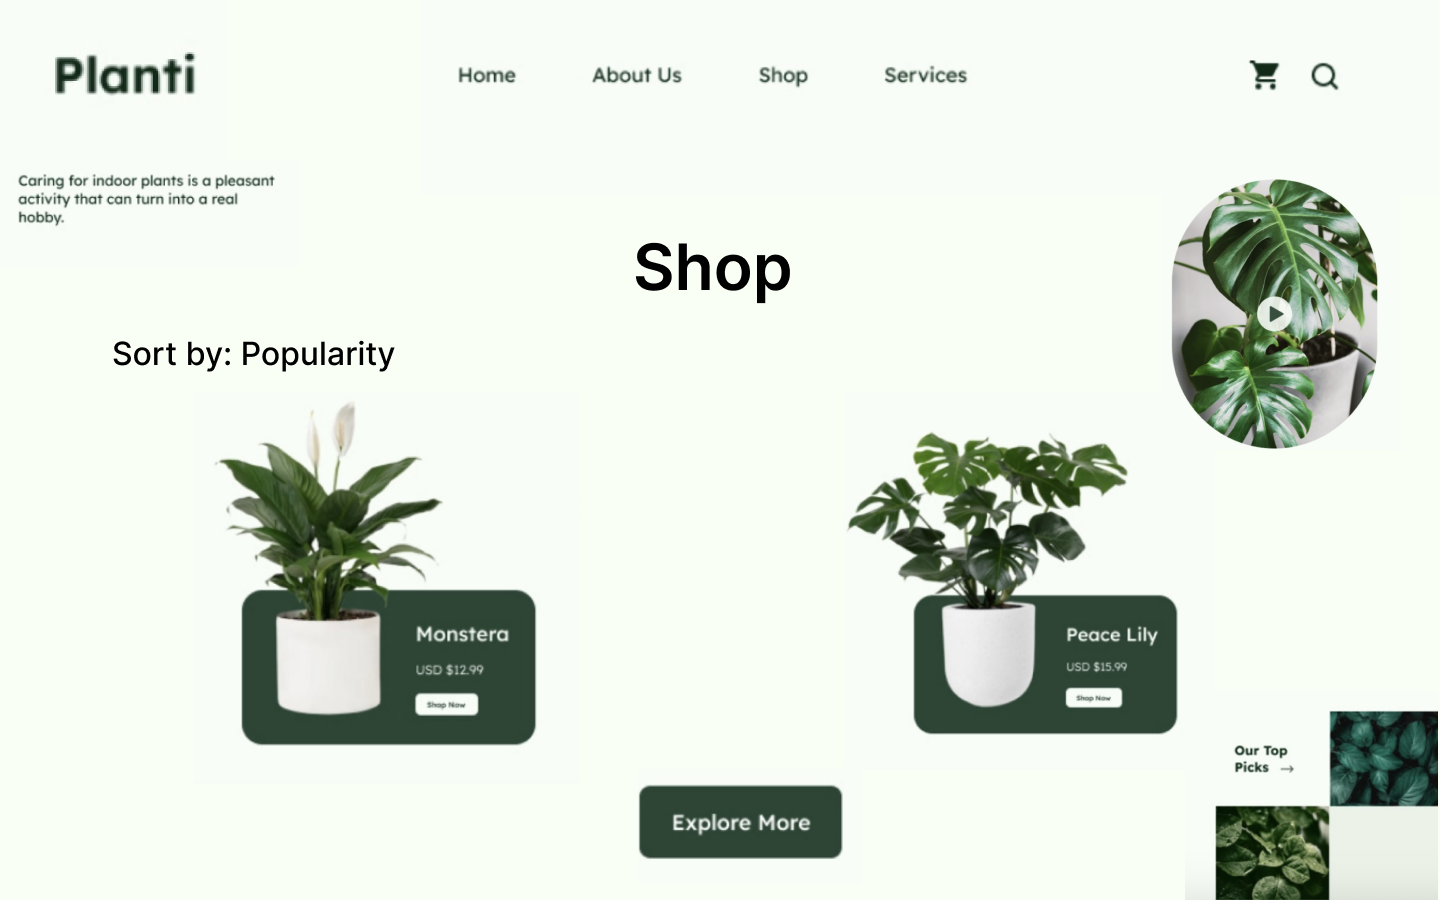 Planti
Home
About Us
Shop
Services
Caring for indoor plants is a pleasant
activity that can turn into a real
hobby.
Shop
Sort by: Popularity
Monstera
USD $12.99
Shop Now
Peace Lily
USD $15.99
Shop Now
Our Top
Picks →
Explore More